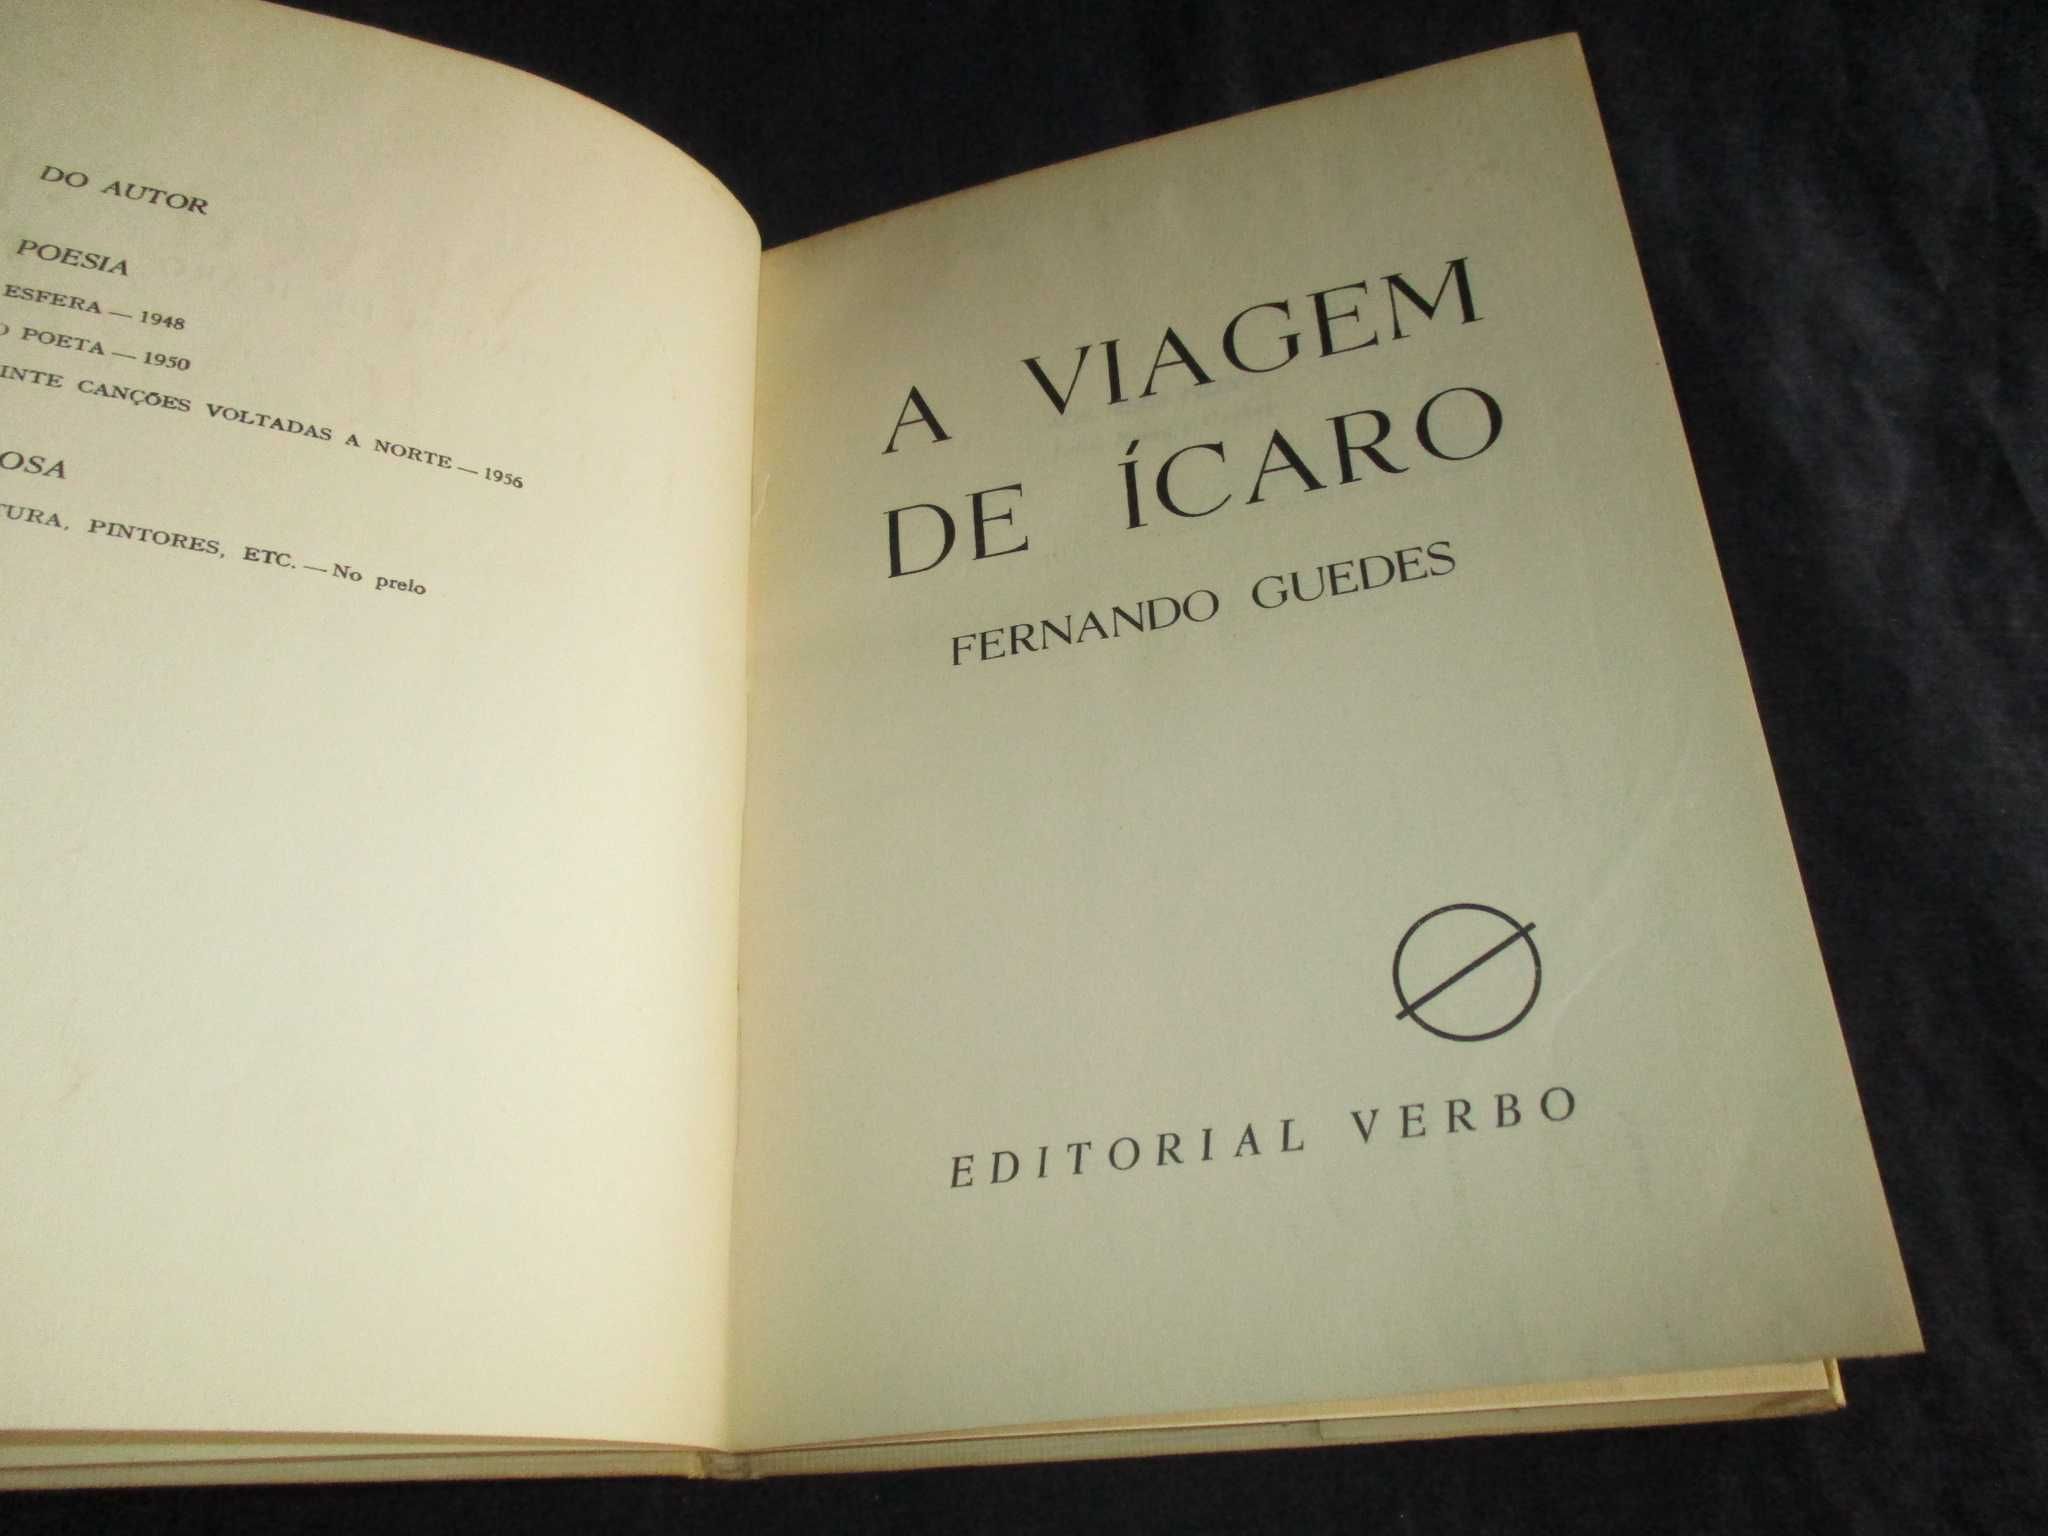 DO AUTOR
POESIA
ESFERA — 1948
POETA — 1950
CANÇÕES VOLTADAS A NORTE — 1956
PINTORES, ETC. — No prelo
A VIAGEM
DE ÍCARO
FERNANDO GUEDES
EDITORIAL VERBO